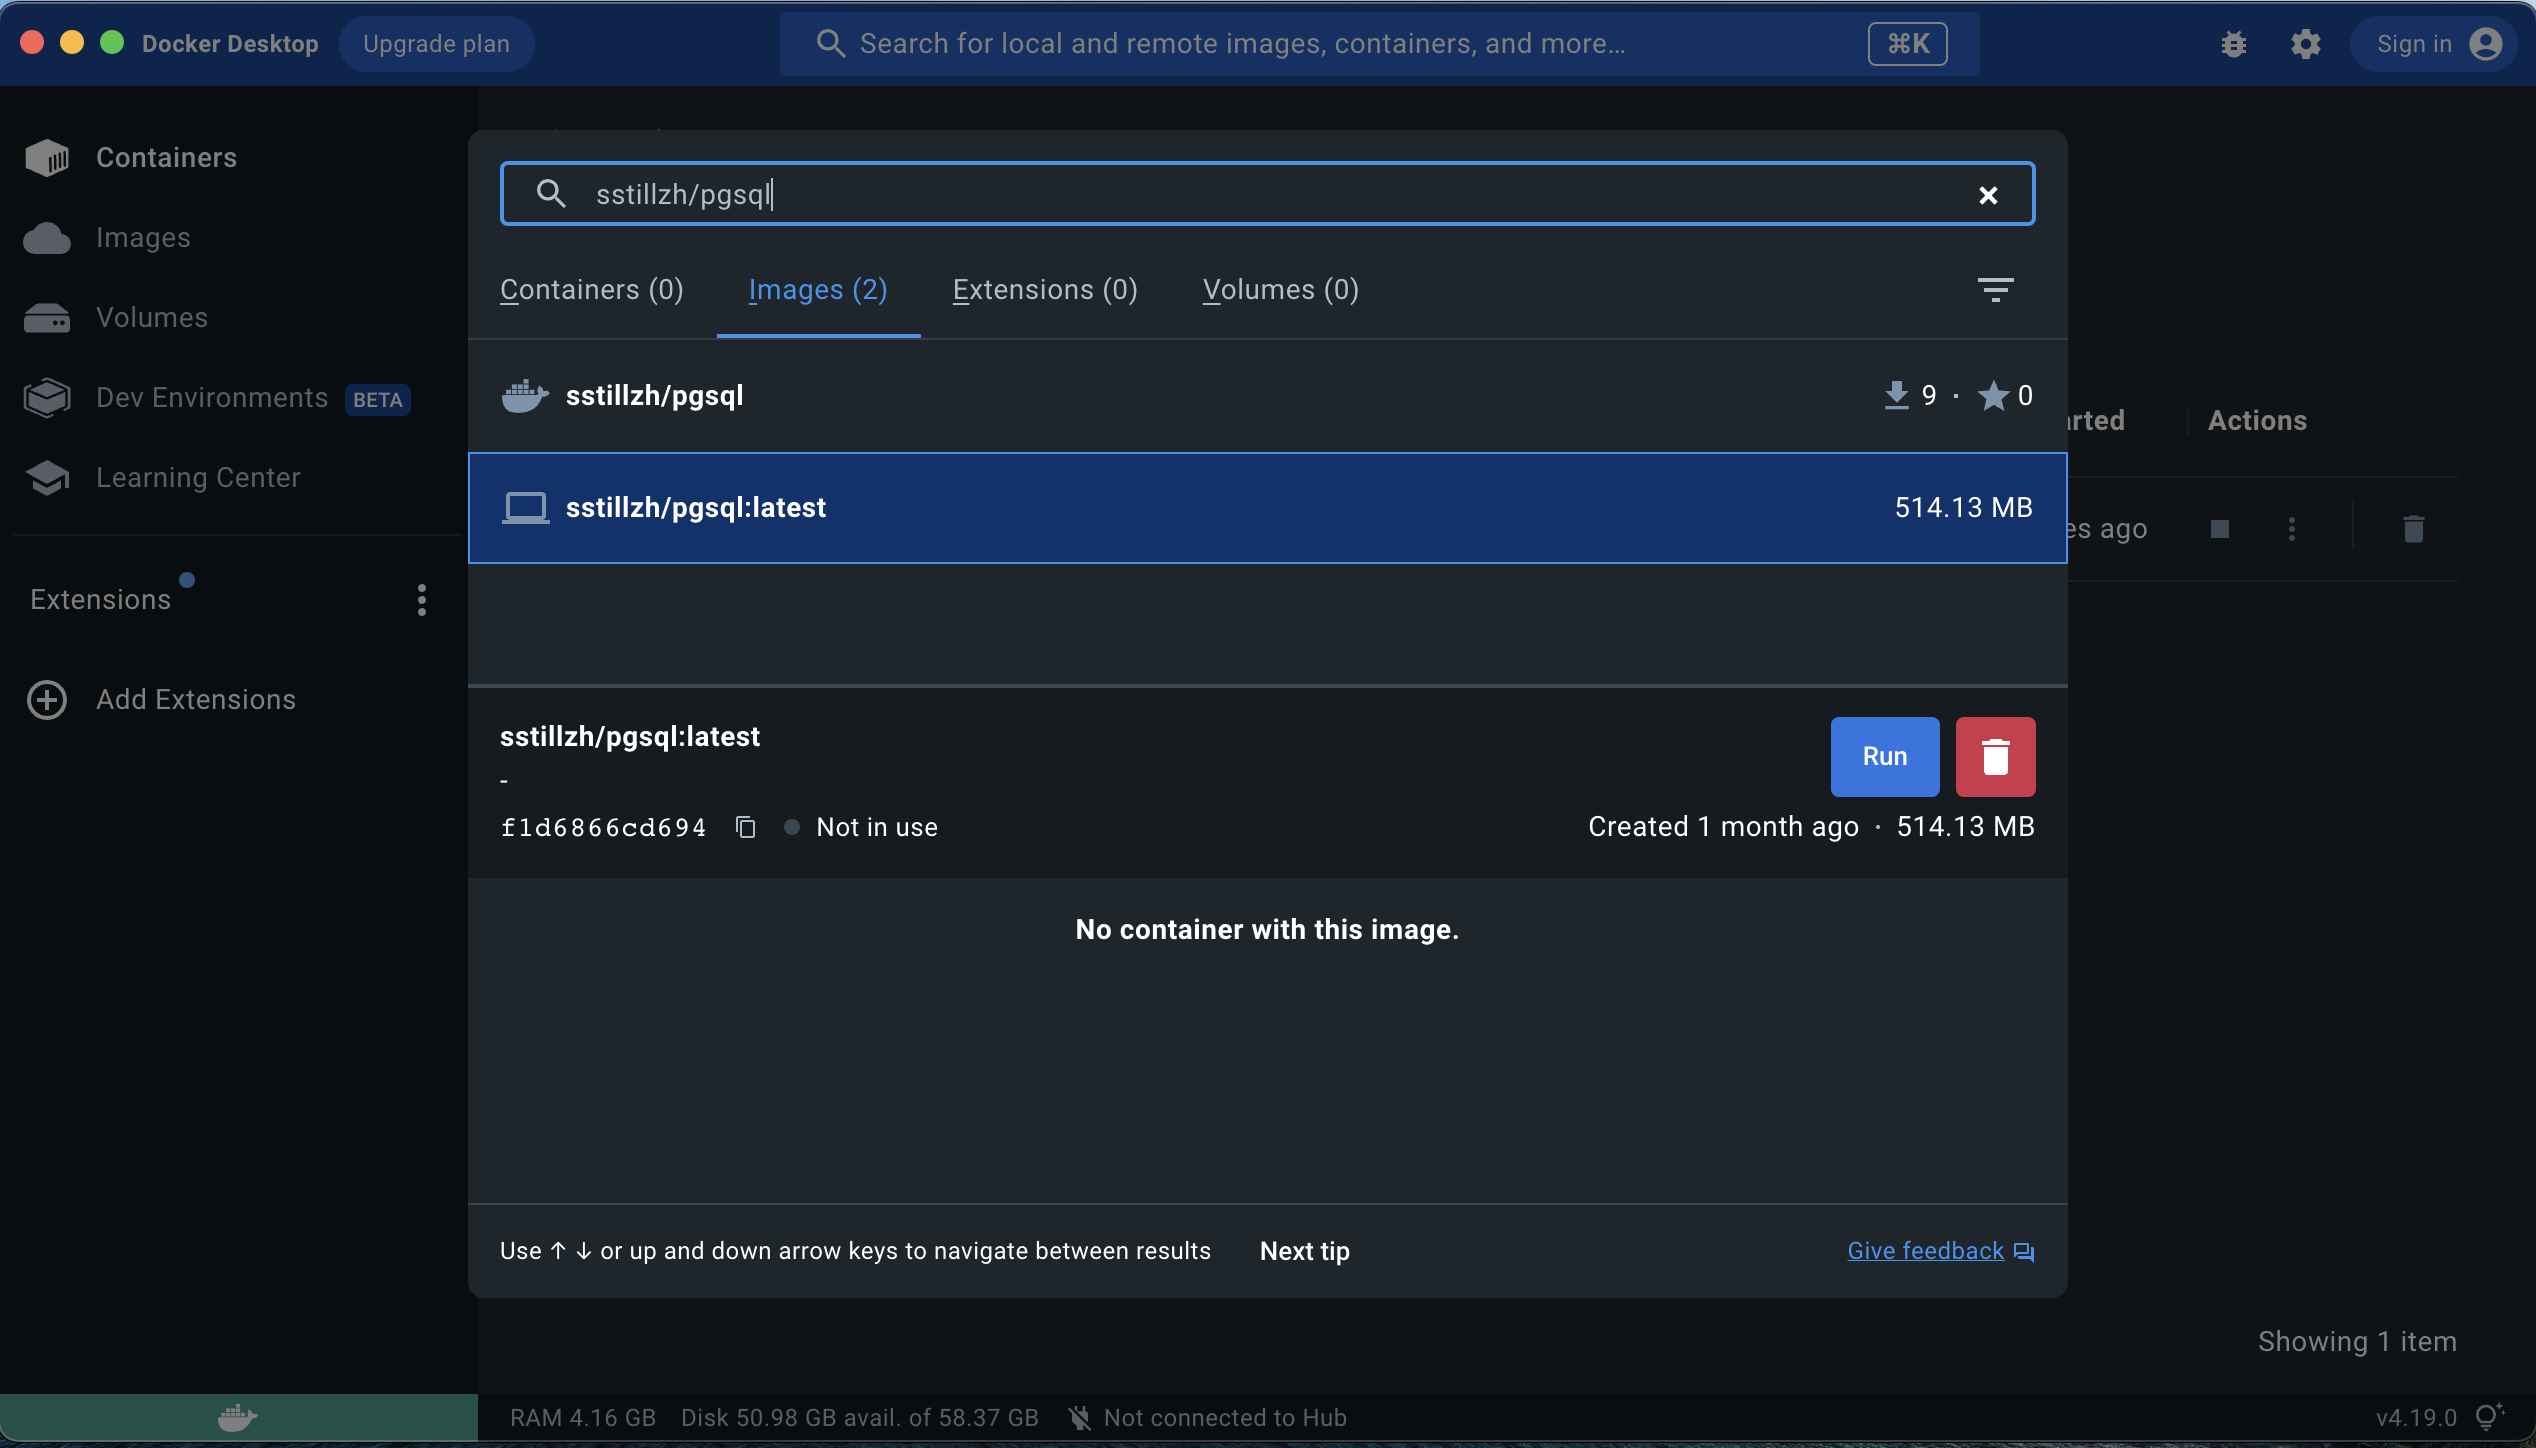 Docker Desktop Upgrade plan Search for local and remote images, containers, and more... ⌘K Sign in
Containers
Images
Volumes
Dev Environments BETA
Learning Center
Extensions
Add Extensions
sstillzh/pgsql
Containers (0) Images (2) Extensions (0) Volumes (0)
sstillzh/pgsql 9 · 0
sstillzh/pgsql:latest 514.13 MB
Actions
ago
sstillzh/pgsql:latest
-
Run
f1d6866cd694 Not in use Created 1 month ago · 514.13 MB
No container with this image.
Use ↑ ↓ or up and down arrow keys to navigate between results Next tip Give feedback
Showing 1 item
RAM 4.16 GB Disk 50.98 GB avail. of 58.37 GB Not connected to Hub v4.19.0